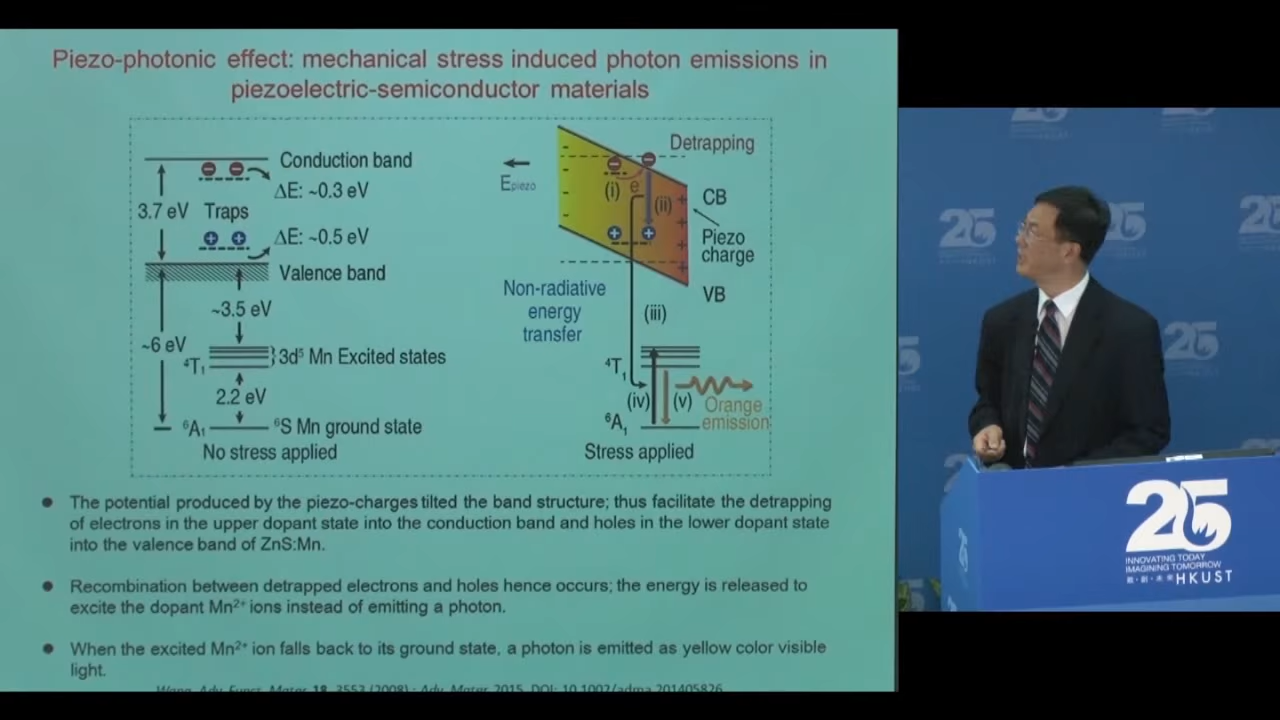 Piezo-photonic effect: mechanical stress induced photon emissions in
piezoelectric-semiconductor materials
Conduction band
ΔE: ~0.3 eV
3.7 eV
Traps
ΔE: ~0.5 eV
Valence band
~3.5 eV
~6 eV
3d⁵ Mn Excited states
⁴T₁
2.2 eV
⁶A₁
⁶S Mn ground state
No stress applied
Detrapping
Epiezo
(i)
e
(ii)
CB
Piezo
charge
VB
Non-radiative
energy
transfer
(iii)
⁴T₁
(iv)
(v)
Orange
emission
⁶A₁
Stress applied
● The potential produced by the piezo-charges tilted the band structure; thus facilitate the detrapping
of electrons in the upper dopant state into the conduction band and holes in the lower dopant state
into the valence band of ZnS:Mn.
● Recombination between detrapped electrons and holes hence occurs; the energy is released to
excite the dopant Mn²⁺ ions instead of emitting a photon.
● When the excited Mn²⁺ ion falls back to its ground state, a photon is emitted as yellow color visible
light.
Wang, Adv. Funct. Mater. 18, 3553 (2008); Adv. Mater. 2015, DOI: 10.1002/adma.201405826
25
25
25
25
25
25
INNOVATING TODAY
IMAGINING TOMORROW
HKUST